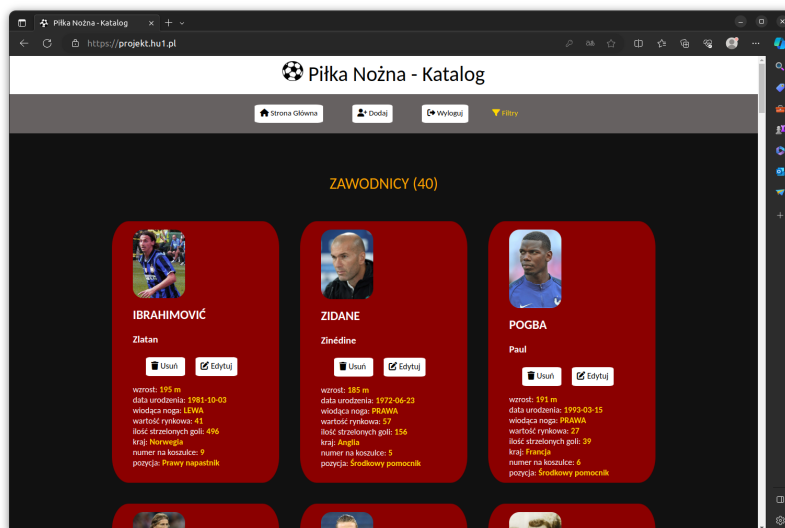 Piłka Nożna - Katalog
https://projekt.hu1.pl
Piłka Nożna - Katalog
Strona Główna
Dodaj
Wyloguj
Filtry
ZAWODNICY (40)
IBRAHIMOVIĆ
Zlatan
Usuń
Edytuj
wzrost: 195 m
data urodzenia: 1981-10-03
wiodąca noga: LEWA
wartość rynkowa: 41
ilość strzelonych goli: 496
kraj: Norwegia
numer na koszulce: 9
pozycja: Prawy napastnik
ZIDANE
Zinédine
Usuń
Edytuj
wzrost: 185 m
data urodzenia: 1972-06-23
wiodąca noga: PRAWA
wartość rynkowa: 57
ilość strzelonych goli: 156
kraj: Anglia
numer na koszulce: 5
pozycja: Środkowy pomocnik
POGBA
Paul
Usuń
Edytuj
wzrost: 191 m
data urodzenia: 1993-03-15
wiodąca noga: PRAWA
wartość rynkowa: 27
ilość strzelonych goli: 39
kraj: Francja
numer na koszulce: 6
pozycja: Środkowy pomocnik